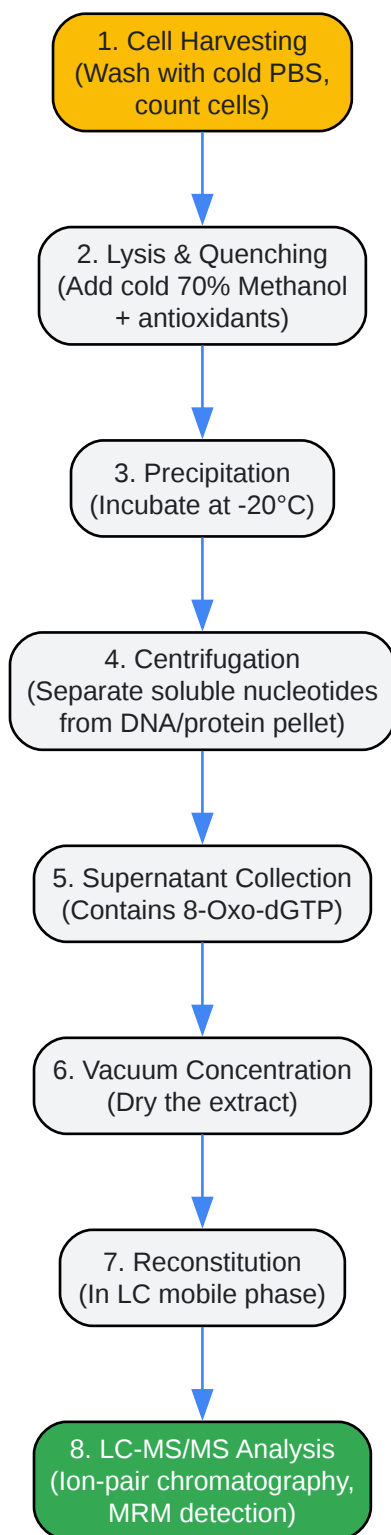 1. Cell Harvesting
(Wash with cold PBS,
count cells)
2. Lysis & Quenching
(Add cold 70% Methanol
+ antioxidants)
3. Precipitation
(Incubate at -20°C)
4. Centrifugation
(Separate soluble nucleotides
from DNA/protein pellet)
5. Supernatant Collection
(Contains 8-Oxo-dGTP)
6. Vacuum Concentration
(Dry the extract)
7. Reconstitution
(In LC mobile phase)
8. LC-MS/MS Analysis
(Ion-pair chromatography,
MRM detection)